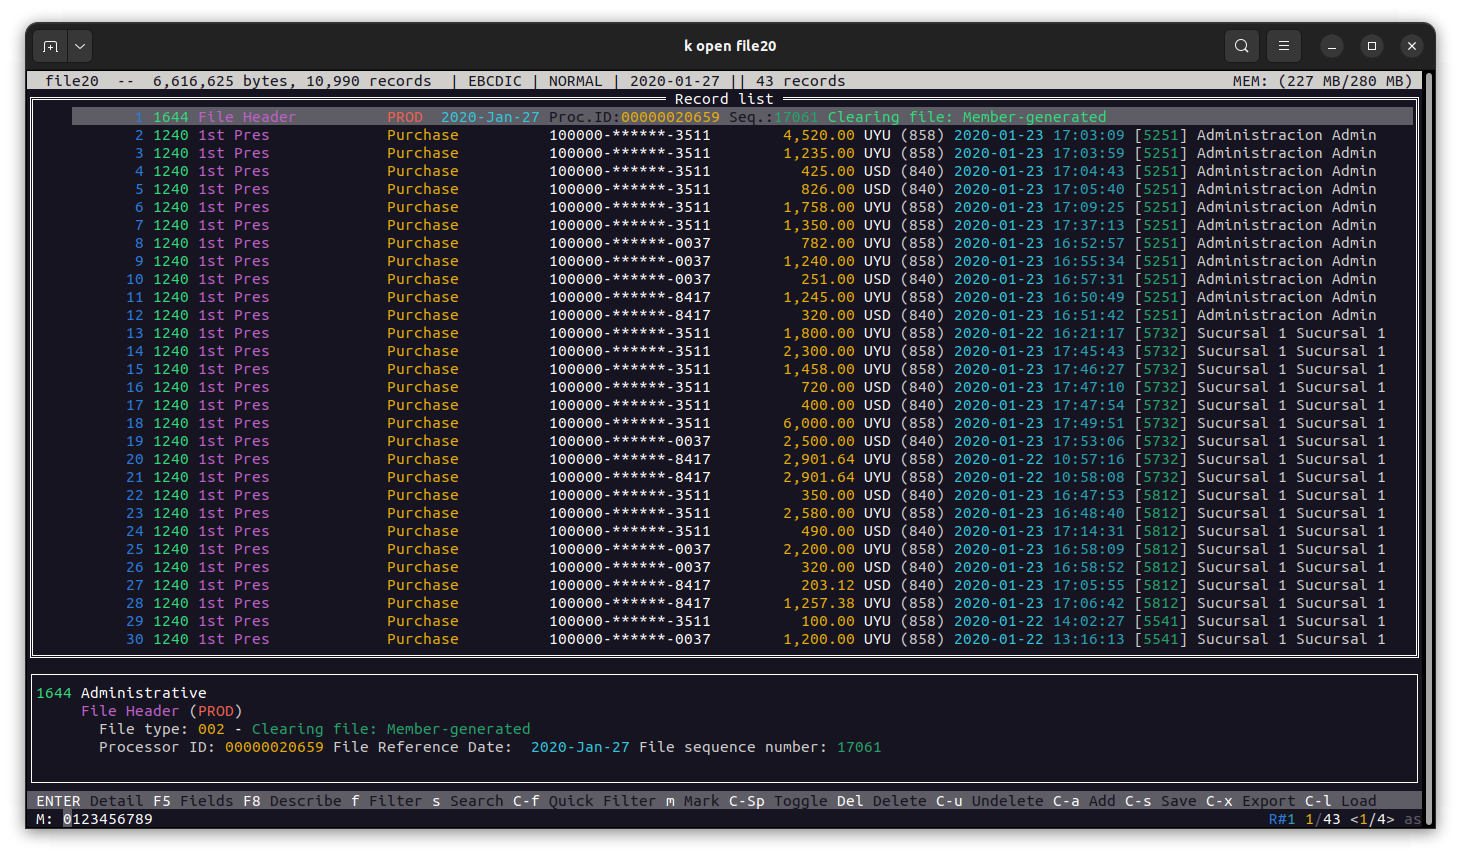 k open file20
file20  --  6,616,625 bytes, 10,990 records  | EBCDIC | NORMAL | 2020-01-27 || 43 records MEM: (227 MB/280 MB)
Record list
1 1644 File Header PROD 2020-Jan-27 Proc.ID:00000020659 Seq.:17061 Clearing file: Member-generated
2 1240 1st Pres Purchase 100000-******-3511 4,520.00 UYU (858) 2020-01-23 17:03:09 [5251] Administracion Admin
3 1240 1st Pres Purchase 100000-******-3511 1,235.00 UYU (858) 2020-01-23 17:03:59 [5251] Administracion Admin
4 1240 1st Pres Purchase 100000-******-3511 425.00 USD (840) 2020-01-23 17:04:43 [5251] Administracion Admin
5 1240 1st Pres Purchase 100000-******-3511 826.00 USD (840) 2020-01-23 17:05:40 [5251] Administracion Admin
6 1240 1st Pres Purchase 100000-******-3511 1,758.00 UYU (858) 2020-01-23 17:09:25 [5251] Administracion Admin
7 1240 1st Pres Purchase 100000-******-3511 1,350.00 UYU (858) 2020-01-23 17:37:13 [5251] Administracion Admin
8 1240 1st Pres Purchase 100000-******-0037 782.00 UYU (858) 2020-01-23 16:52:57 [5251] Administracion Admin
9 1240 1st Pres Purchase 100000-******-0037 1,240.00 UYU (858) 2020-01-23 16:55:34 [5251] Administracion Admin
10 1240 1st Pres Purchase 100000-******-0037 251.00 USD (840) 2020-01-23 16:57:31 [5251] Administracion Admin
11 1240 1st Pres Purchase 100000-******-8417 1,245.00 UYU (858) 2020-01-23 16:50:49 [5251] Administracion Admin
12 1240 1st Pres Purchase 100000-******-8417 320.00 USD (840) 2020-01-23 16:51:42 [5251] Administracion Admin
13 1240 1st Pres Purchase 100000-******-3511 1,800.00 UYU (858) 2020-01-22 16:21:17 [5732] Sucursal 1 Sucursal 1
14 1240 1st Pres Purchase 100000-******-3511 2,300.00 UYU (858) 2020-01-23 17:45:43 [5732] Sucursal 1 Sucursal 1
15 1240 1st Pres Purchase 100000-******-3511 1,458.00 UYU (858) 2020-01-23 17:46:27 [5732] Sucursal 1 Sucursal 1
16 1240 1st Pres Purchase 100000-******-3511 720.00 USD (840) 2020-01-23 17:47:10 [5732] Sucursal 1 Sucursal 1
17 1240 1st Pres Purchase 100000-******-3511 400.00 USD (840) 2020-01-23 17:47:54 [5732] Sucursal 1 Sucursal 1
18 1240 1st Pres Purchase 100000-******-3511 6,000.00 UYU (858) 2020-01-23 17:49:51 [5732] Sucursal 1 Sucursal 1
19 1240 1st Pres Purchase 100000-******-0037 2,500.00 USD (840) 2020-01-23 17:53:06 [5732] Sucursal 1 Sucursal 1
20 1240 1st Pres Purchase 100000-******-8417 2,901.64 UYU (858) 2020-01-22 10:57:16 [5732] Sucursal 1 Sucursal 1
21 1240 1st Pres Purchase 100000-******-8417 2,901.64 UYU (858) 2020-01-22 10:58:08 [5732] Sucursal 1 Sucursal 1
22 1240 1st Pres Purchase 100000-******-3511 350.00 USD (840) 2020-01-23 16:47:53 [5812] Sucursal 1 Sucursal 1
23 1240 1st Pres Purchase 100000-******-3511 2,580.00 UYU (858) 2020-01-23 16:48:40 [5812] Sucursal 1 Sucursal 1
24 1240 1st Pres Purchase 100000-******-3511 490.00 USD (840) 2020-01-23 17:14:31 [5812] Sucursal 1 Sucursal 1
25 1240 1st Pres Purchase 100000-******-0037 2,200.00 UYU (858) 2020-01-23 16:58:09 [5812] Sucursal 1 Sucursal 1
26 1240 1st Pres Purchase 100000-******-0037 320.00 USD (840) 2020-01-23 16:58:52 [5812] Sucursal 1 Sucursal 1
27 1240 1st Pres Purchase 100000-******-8417 203.12 USD (840) 2020-01-23 17:05:55 [5812] Sucursal 1 Sucursal 1
28 1240 1st Pres Purchase 100000-******-8417 1,257.38 UYU (858) 2020-01-23 17:06:42 [5812] Sucursal 1 Sucursal 1
29 1240 1st Pres Purchase 100000-******-3511 100.00 UYU (858) 2020-01-22 14:02:27 [5541] Sucursal 1 Sucursal 1
30 1240 1st Pres Purchase 100000-******-0037 1,200.00 UYU (858) 2020-01-22 13:16:13 [5541] Sucursal 1 Sucursal 1
1644 Administrative
File Header (PROD)
File type: 002 - Clearing file: Member-generated
Processor ID: 00000020659 File Reference Date:  2020-Jan-27 File sequence number: 17061
ENTER Detail F5 Fields F8 Describe f Filter s Search C-f Quick Filter m Mark C-Sp Toggle Del Delete C-u Undelete C-a Add C-s Save C-x Export C-l Load
M: 0123456789 R#1 1/43 <1/4> as